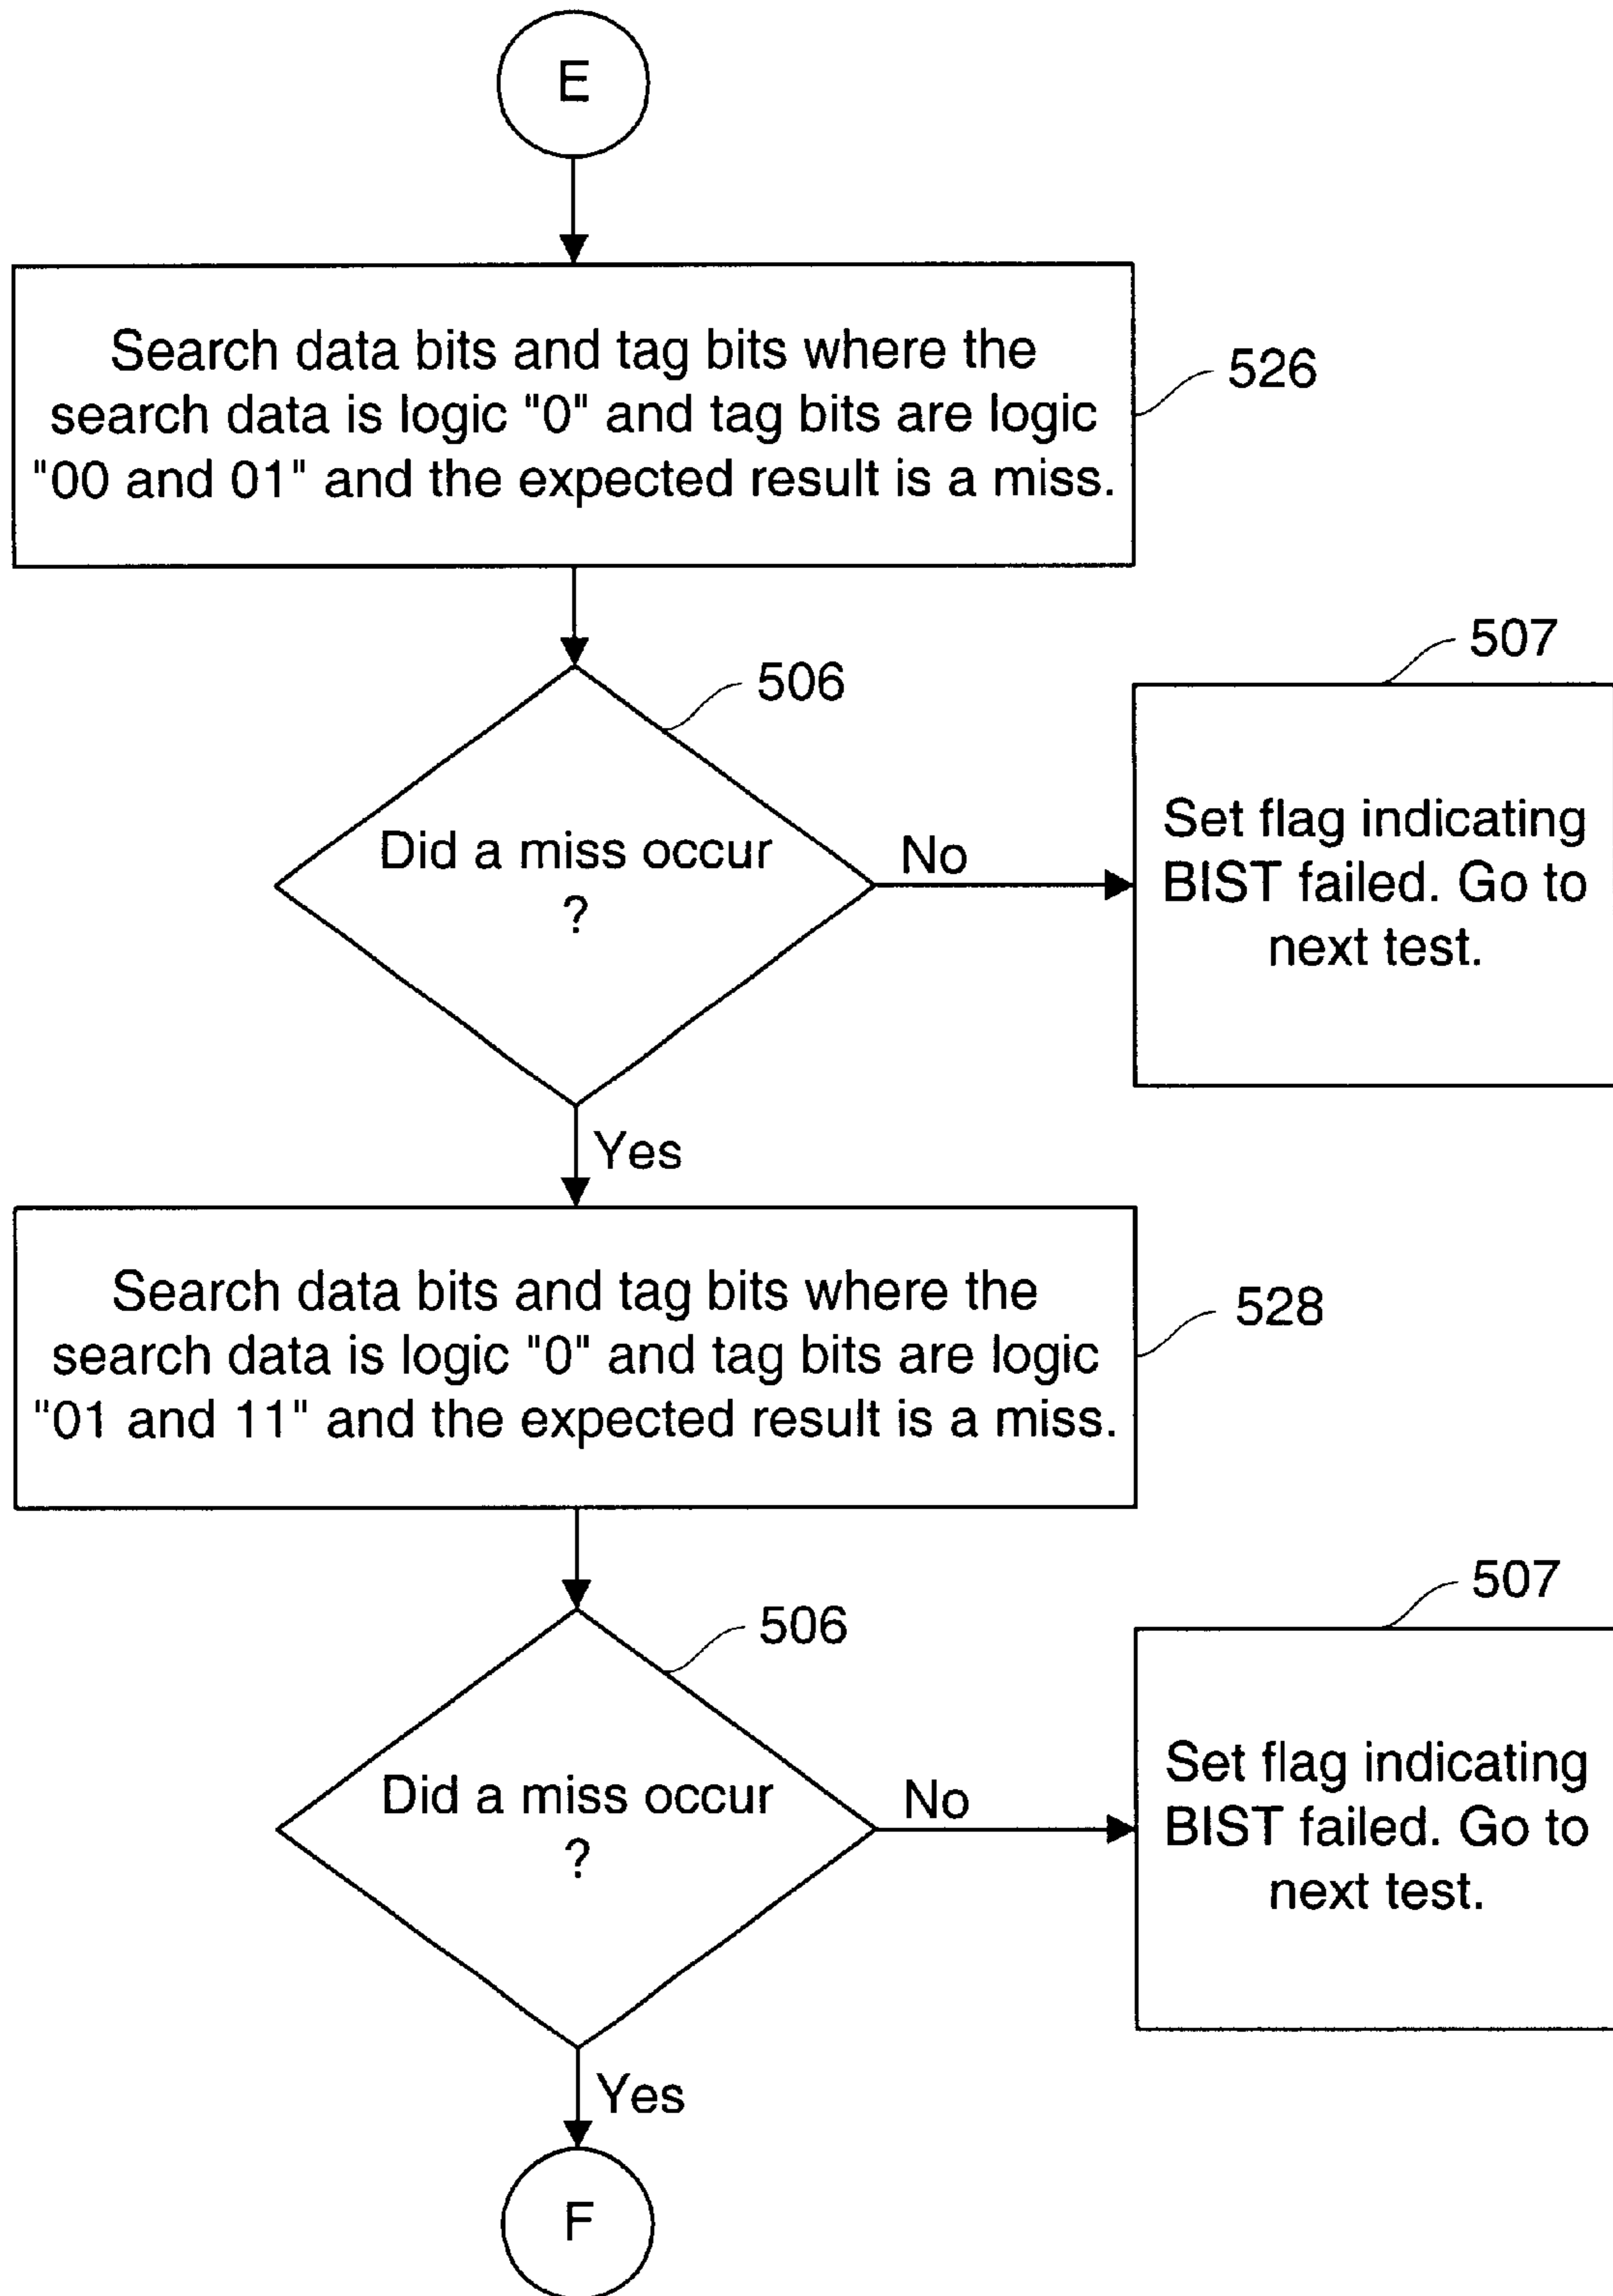 E
Search data bits and tag bits where the
search data is logic "0" and tag bits are logic
"00 and 01" and the expected result is a miss.
526
506
Did a miss occur
?
No
507
Set flag indicating
BIST failed. Go to
next test.
Yes
Search data bits and tag bits where the
search data is logic "0" and tag bits are logic
"01 and 11" and the expected result is a miss.
528
506
Did a miss occur
?
No
507
Set flag indicating
BIST failed. Go to
next test.
Yes
F